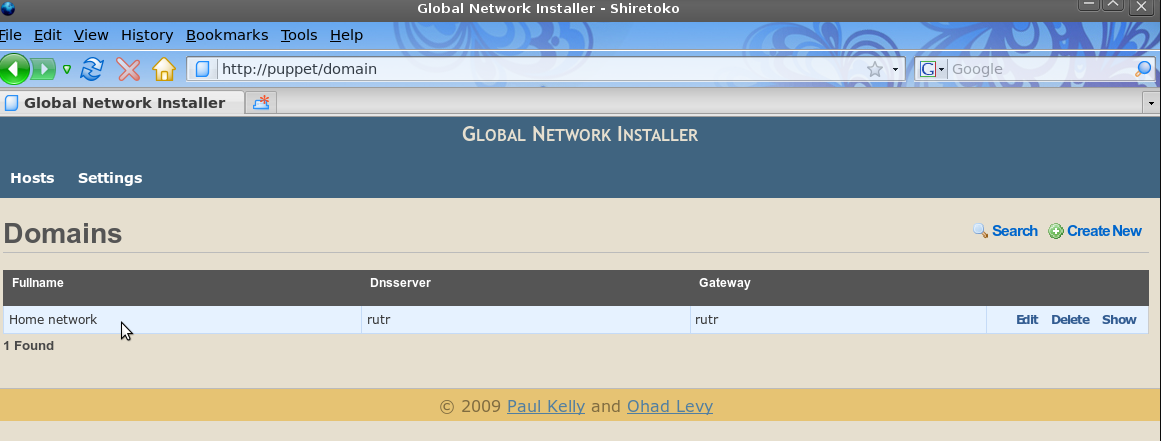 Global Network Installer - Shiretoko
File Edit View History Bookmarks Tools Help
http://puppet/domain
G Google
Global Network Installer
GLOBAL NETWORK INSTALLER
Hosts Settings
Domains
Search Create New
Fullname Dnsserver Gateway
Home network rutr rutr Edit Delete Show
1 Found
© 2009 Paul Kelly and Ohad Levy